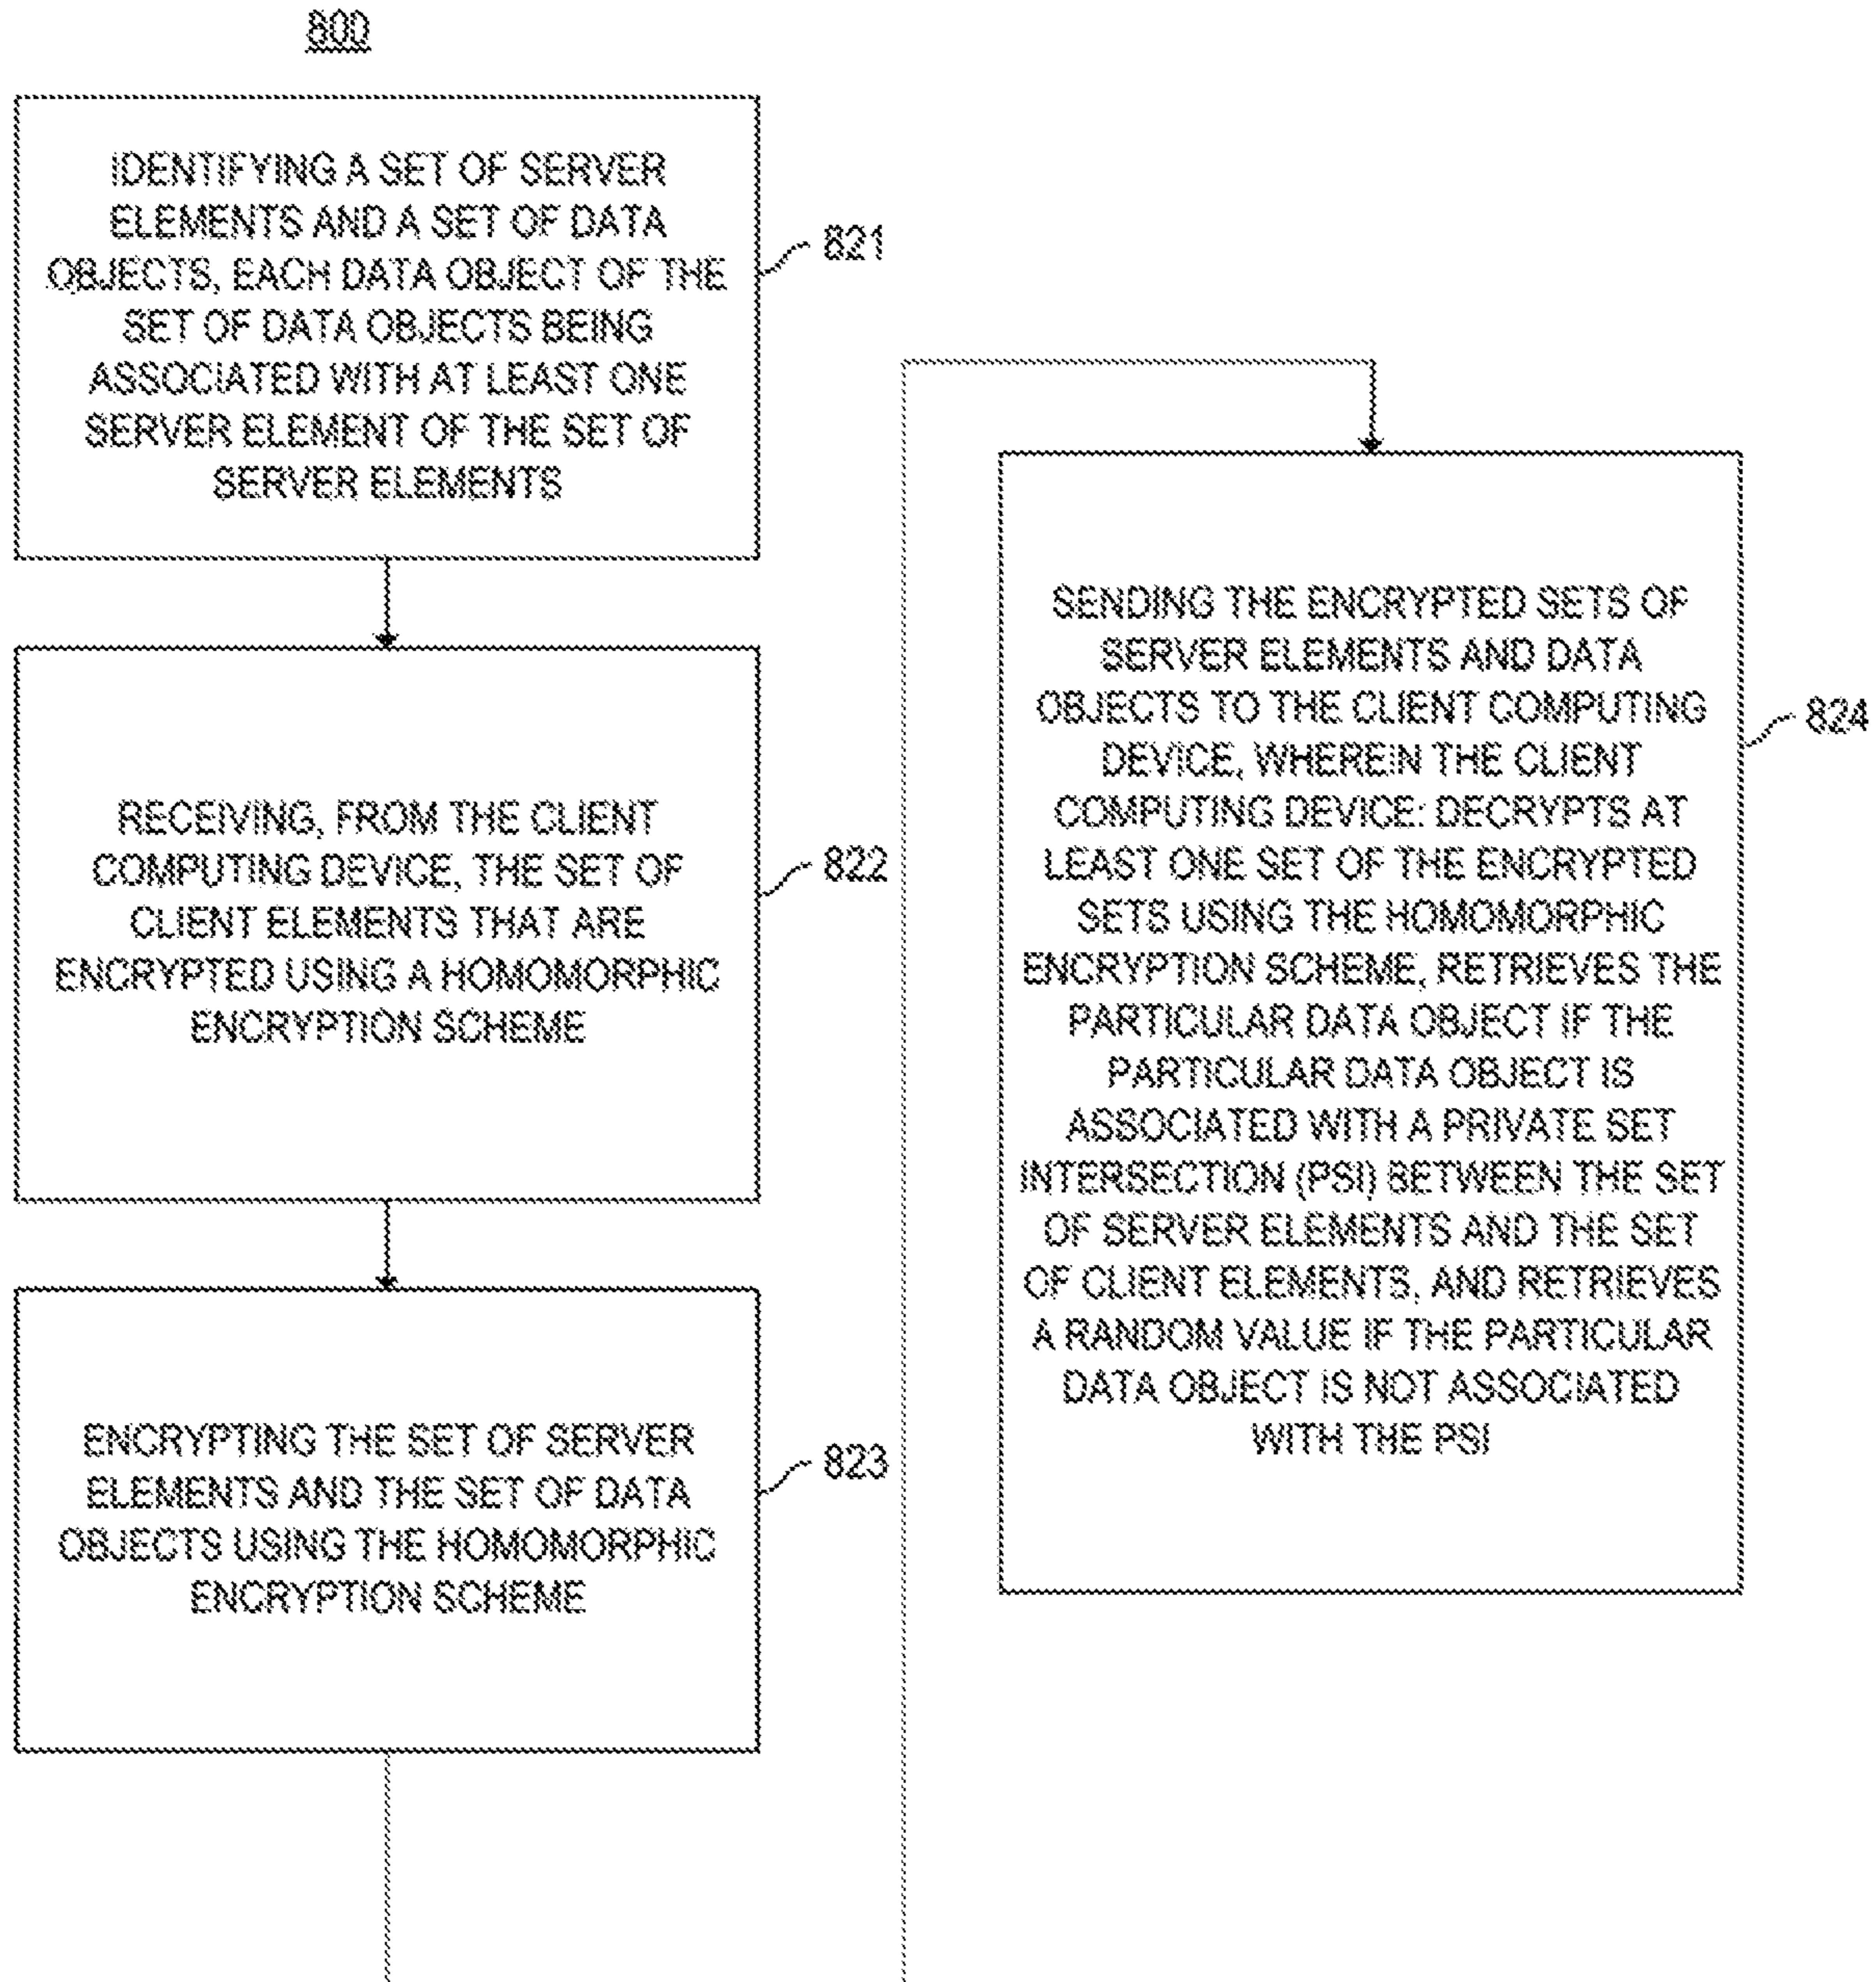 800
IDENTIFYING A SET OF SERVER
ELEMENTS AND A SET OF DATA
OBJECTS, EACH DATA OBJECT OF THE
SET OF DATA OBJECTS BEING
ASSOCIATED WITH AT LEAST ONE
SERVER ELEMENT OF THE SET OF
SERVER ELEMENTS
821
RECEIVING, FROM THE CLIENT
COMPUTING DEVICE, THE SET OF
CLIENT ELEMENTS THAT ARE
ENCRYPTED USING A HOMOMORPHIC
ENCRYPTION SCHEME
822
ENCRYPTING THE SET OF SERVER
ELEMENTS AND THE SET OF DATA
OBJECTS USING THE HOMOMORPHIC
ENCRYPTION SCHEME
823
SENDING THE ENCRYPTED SETS OF
SERVER ELEMENTS AND DATA
OBJECTS TO THE CLIENT COMPUTING
DEVICE, WHEREIN THE CLIENT
COMPUTING DEVICE: DECRYPTS AT
LEAST ONE SET OF THE ENCRYPTED
SETS USING THE HOMOMORPHIC
ENCRYPTION SCHEME, RETRIEVES THE
PARTICULAR DATA OBJECT IF THE
PARTICULAR DATA OBJECT IS
ASSOCIATED WITH A PRIVATE SET
INTERSECTION (PSI) BETWEEN THE SET
OF SERVER ELEMENTS AND THE SET
OF CLIENT ELEMENTS, AND RETRIEVES
A RANDOM VALUE IF THE PARTICULAR
DATA OBJECT IS NOT ASSOCIATED
WITH THE PSI
824